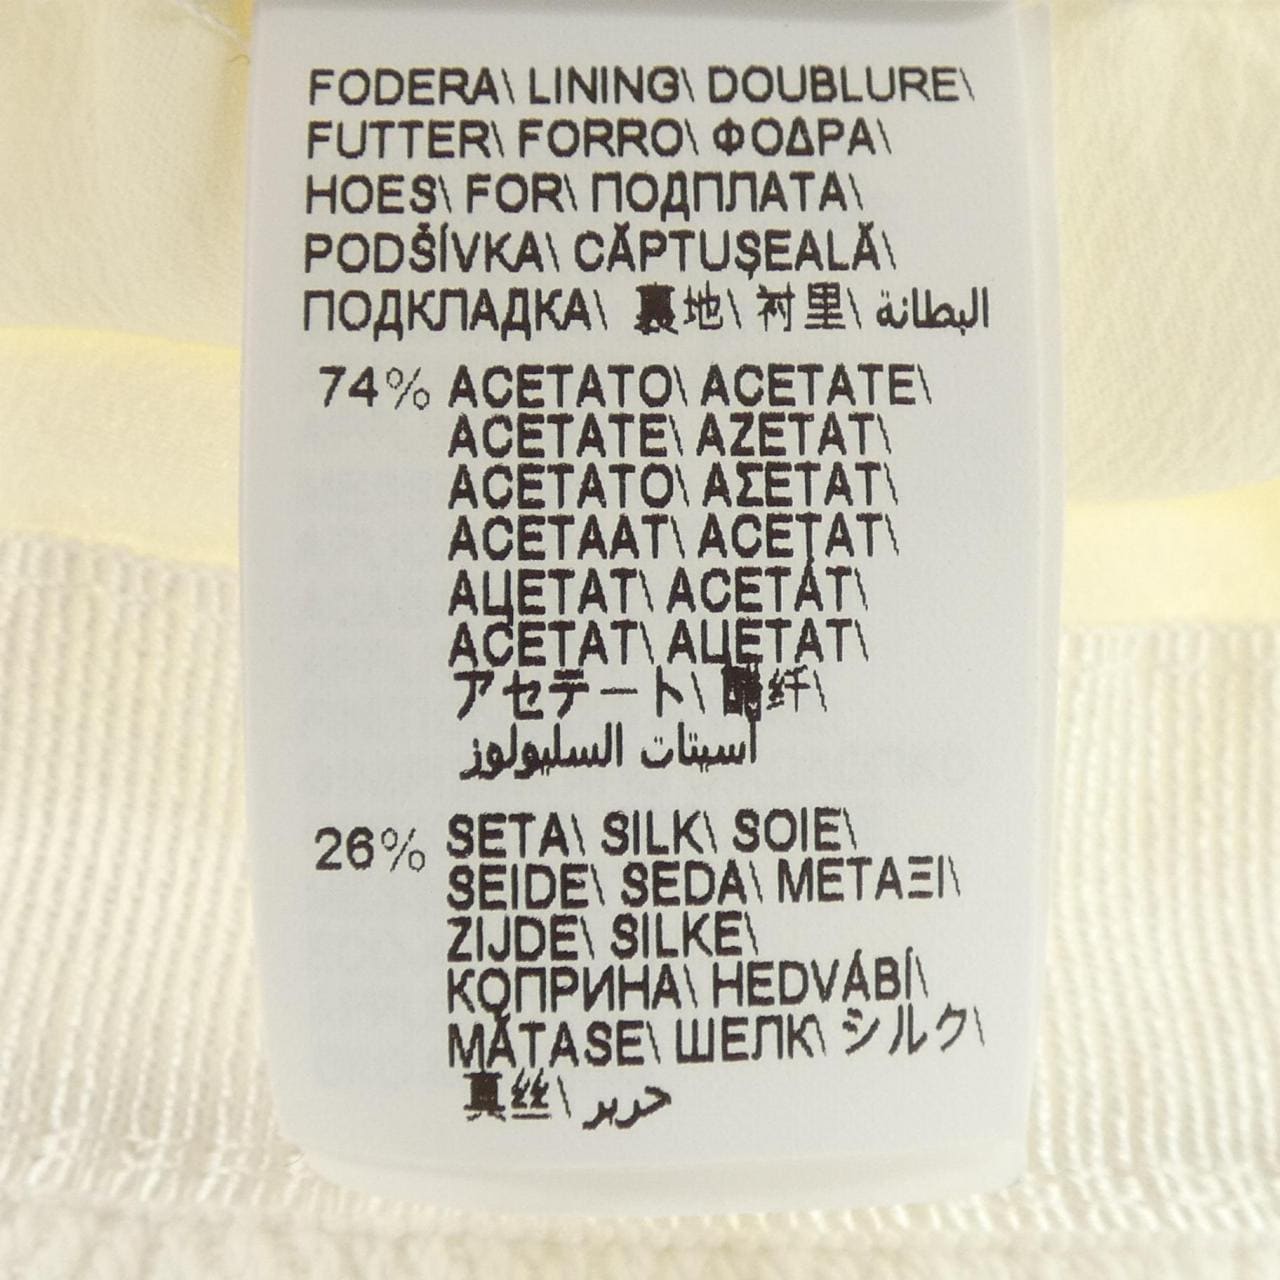 FODERA\ LINING\ DOUBLURE\
FUTTER\ FORRO\ ΦΟΔΡΑ\
HOES\ FOR\ ПОДПЛАТА\
PODŠÍVKA\ CĂPTUȘEALĂ\
ПОДКЛАДКА\ 裏地\ 衬里\ البطانة
74% ACETATO\ ACETATE\
ACETATE\ AZETAT\
ACETATO\ ΑΣΕΤΑΤ\
ACETAAT\ ACETAT\
АЦЕТАТ\ ACETÁT\
ACETAT\ АЦЕТАТ\
アセテート\ 醋纤\
أسيتات السليولوز
26% SETA\ SILK\ SOIE\
SEIDE\ SEDA\ ΜΕΤΑΞΙ\
ZIJDE\ SILKE\
КОПРИНА\ HEDVÁBÍ\
MĂTASE\ ШЕЛК\ シルク\
真丝\ حرير